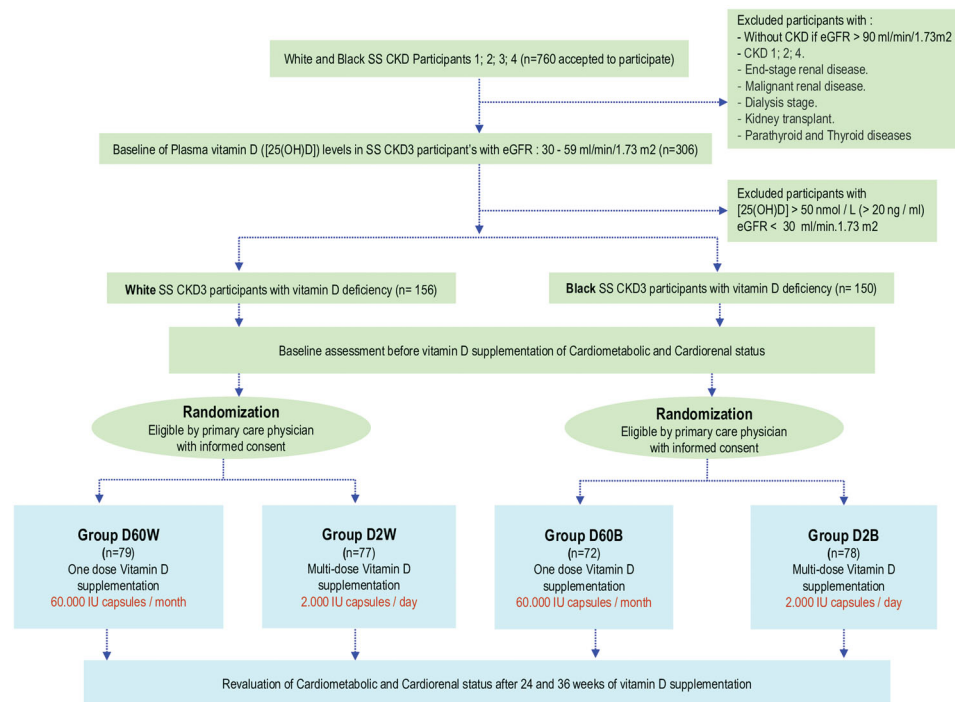 Excluded participants with :
- Without CKD if eGFR > 90 ml/min/1.73m2
- CKD 1; 2; 4.
- End-stage renal disease.
- Malignant renal disease.
- Dialysis stage.
- Kidney transplant.
- Parathyroid and Thyroid diseases
White and Black SS CKD Participants 1; 2; 3; 4 (n=760 accepted to participate)
Baseline of Plasma vitamin D ([25(OH)D]) levels in SS CKD3 participant's with eGFR : 30 - 59 ml/min/1.73 m2 (n=306)
Excluded participants with
[25(OH)D] > 50 nmol / L (> 20 ng / ml)
eGFR < 30 ml/min.1.73 m2
White SS CKD3 participants with vitamin D deficiency (n= 156)
Black SS CKD3 participants with vitamin D deficiency (n= 150)
Baseline assessment before vitamin D supplementation of Cardiometabolic and Cardiorenal status
Randomization
Eligible by primary care physician
with informed consent
Randomization
Eligible by primary care physician
with informed consent
Group D60W
(n=79)
One dose Vitamin D
supplementation
60.000 IU capsules / month
Group D2W
(n=77)
Multi-dose Vitamin D
supplementation
2.000 IU capsules / day
Group D60B
(n=72)
One dose Vitamin D
supplementation
60.000 IU capsules / month
Group D2B
(n=78)
Multi-dose Vitamin D
supplementation
2.000 IU capsules / day
Revaluation of Cardiometabolic and Cardiorenal status after 24 and 36 weeks of vitamin D supplementation